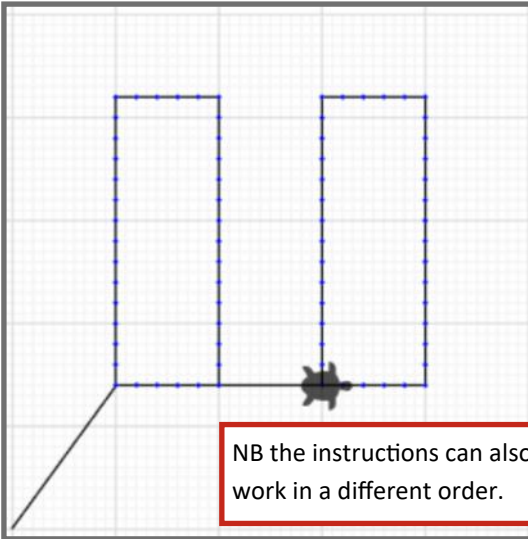 NB the instructions can also
work in a different order.